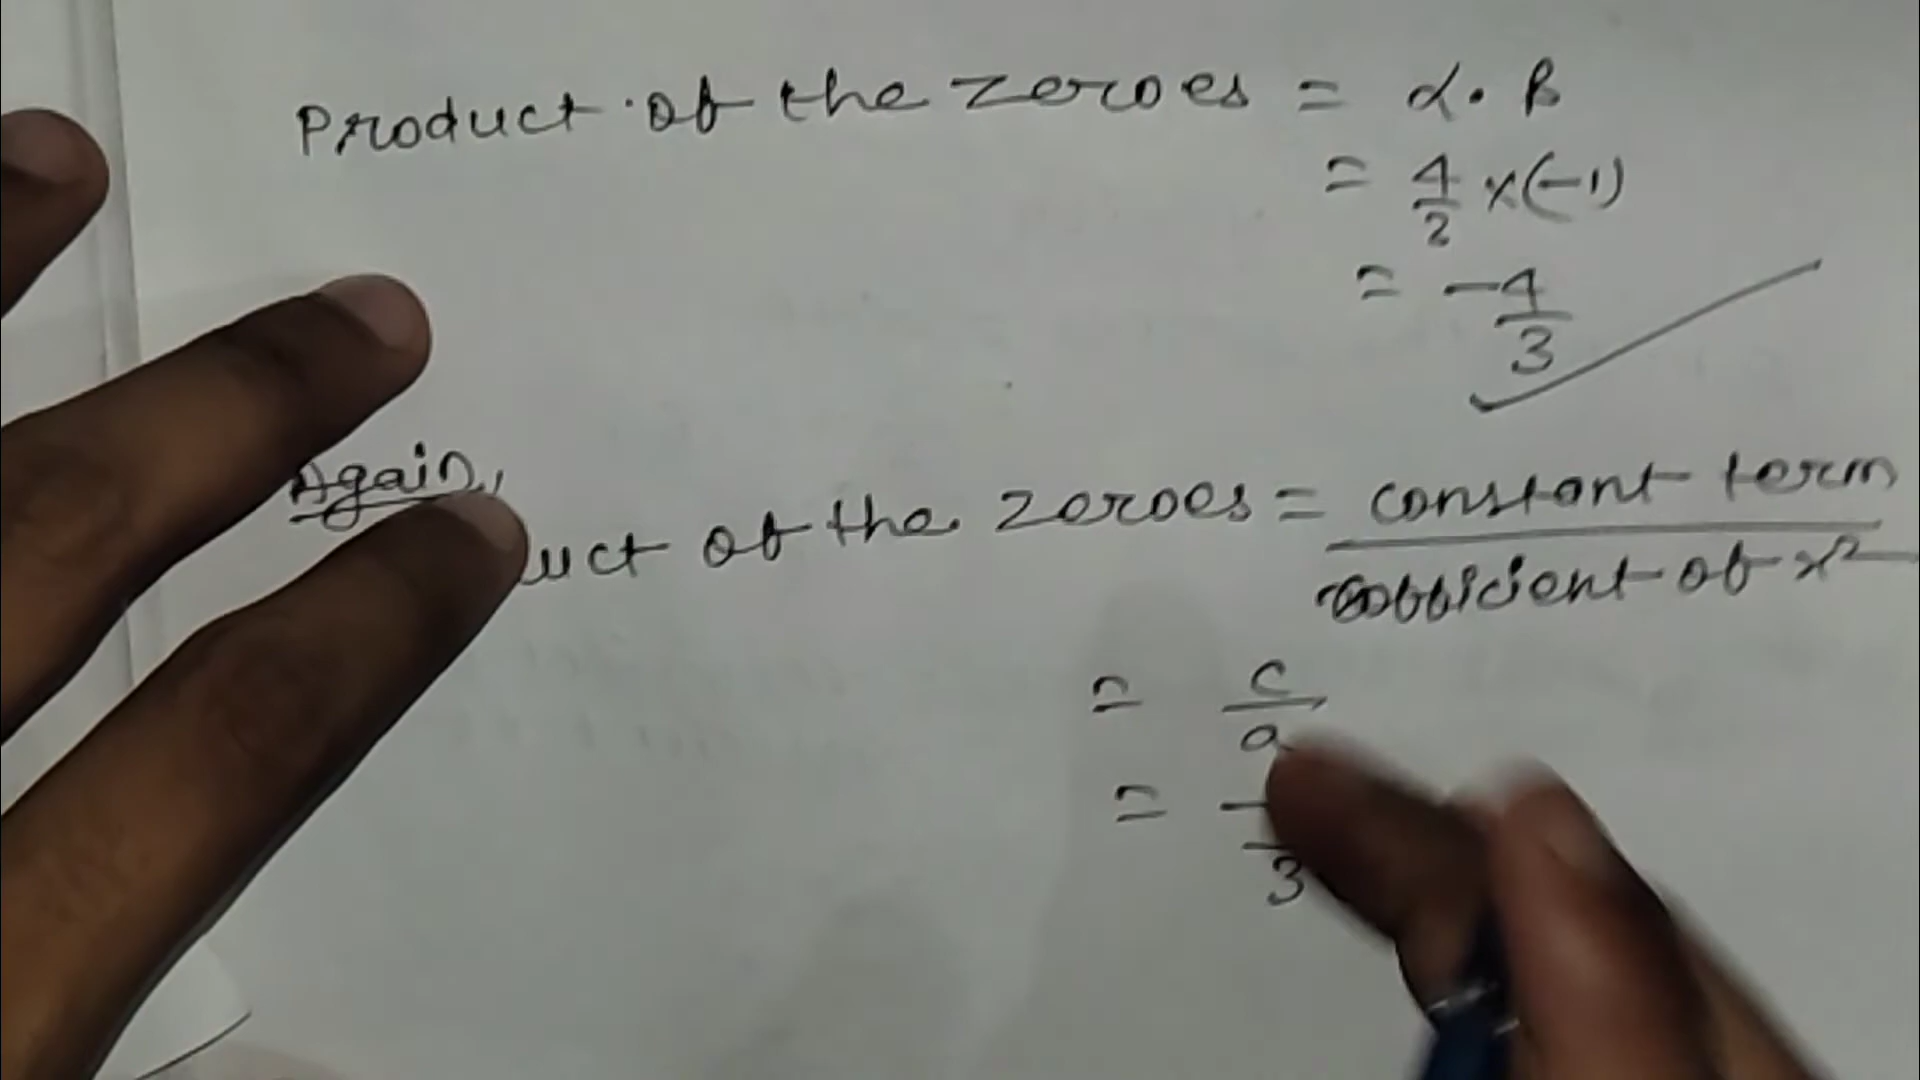 Product of the zeroes = α. β
= 4/2 ×(-1)
= -4/3
Again,
uct of the zeroes = constant term / coefficient of x²
= c/a
= -/3